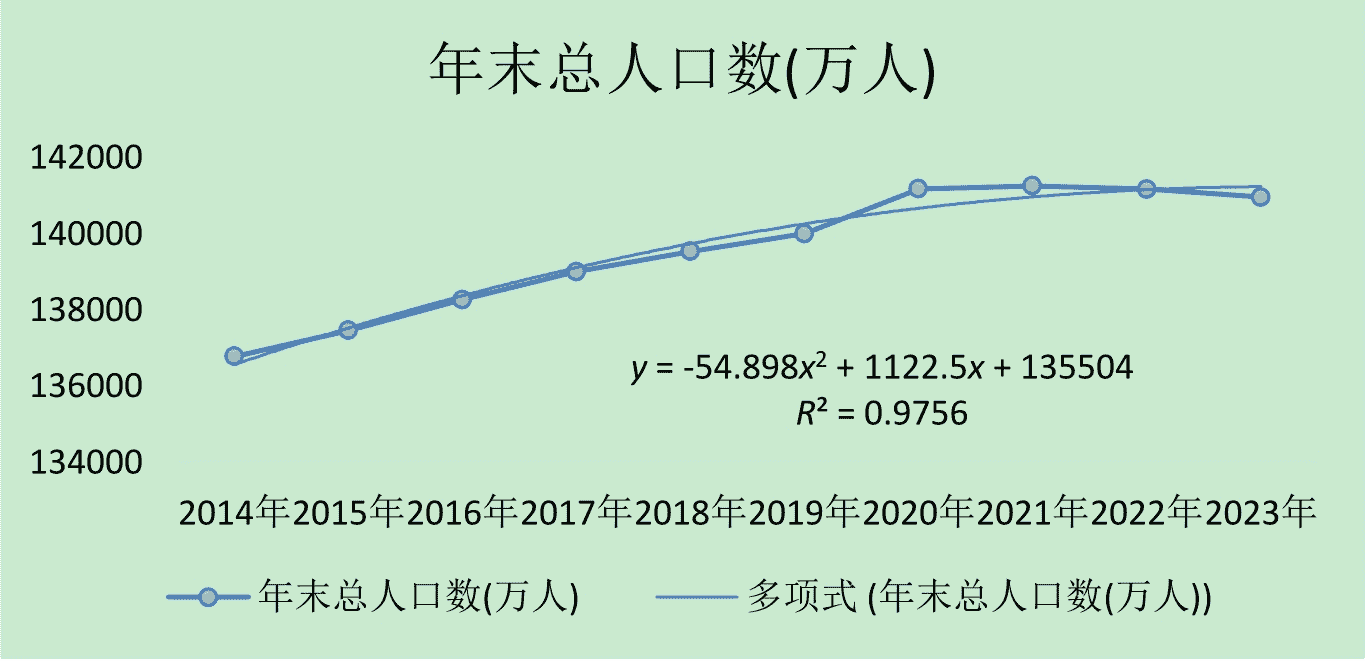 年末总人口数(万人)
142000
140000
138000
136000
134000
y = -54.898x² + 1122.5x + 135504
R² = 0.9756
2014年2015年2016年2017年2018年2019年2020年2021年2022年2023年
年末总人口数(万人) 多项式 (年末总人口数(万人))